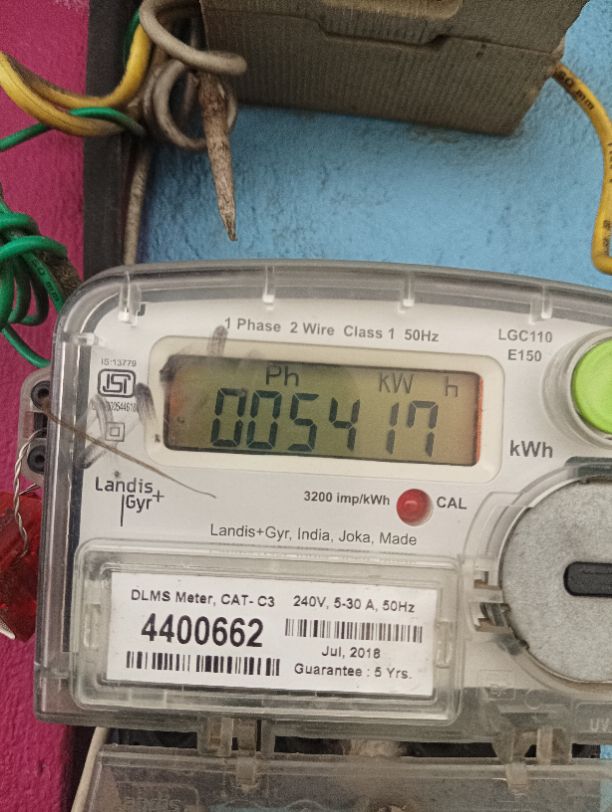 1 Phase 2 Wire Class 1 50Hz
LGC110
E150
IS:13779
ISI
Ph kW h
005417
kWh
Landis
Gyr+
3200 imp/kWh CAL
Landis+Gyr, India, Joka, Made
DLMS Meter, CAT- C3 240V, 5-30 A, 50Hz
4400662
Jul, 2018
Guarantee : 5 Yrs.
UV